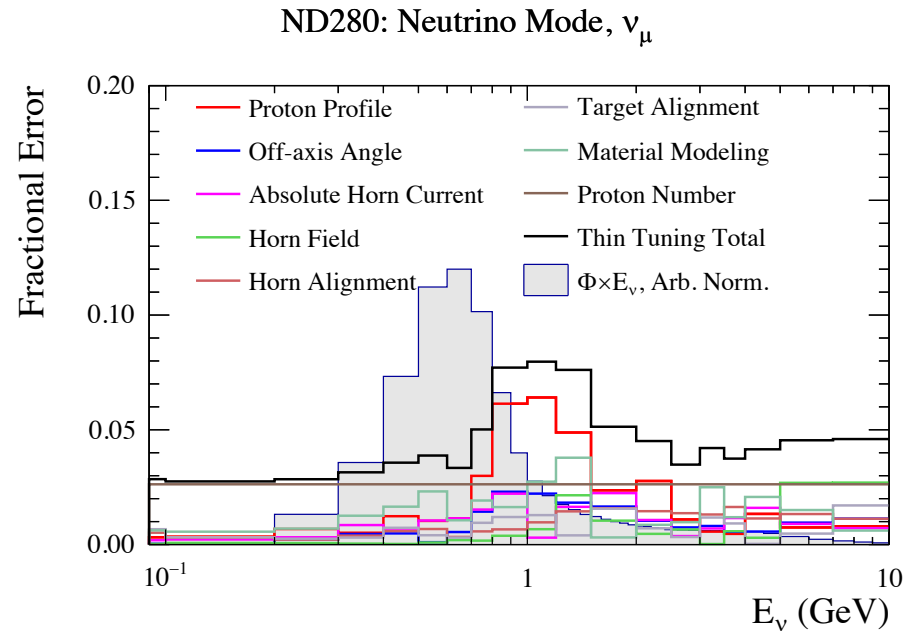 ND280: Neutrino Mode, νμ
Fractional Error
0.20
0.15
0.10
0.05
0.00
Proton Profile
Off-axis Angle
Absolute Horn Current
Horn Field
Horn Alignment
Target Alignment
Material Modeling
Proton Number
Thin Tuning Total
Φ×Eν, Arb. Norm.
10⁻¹
1
10
Eν (GeV)